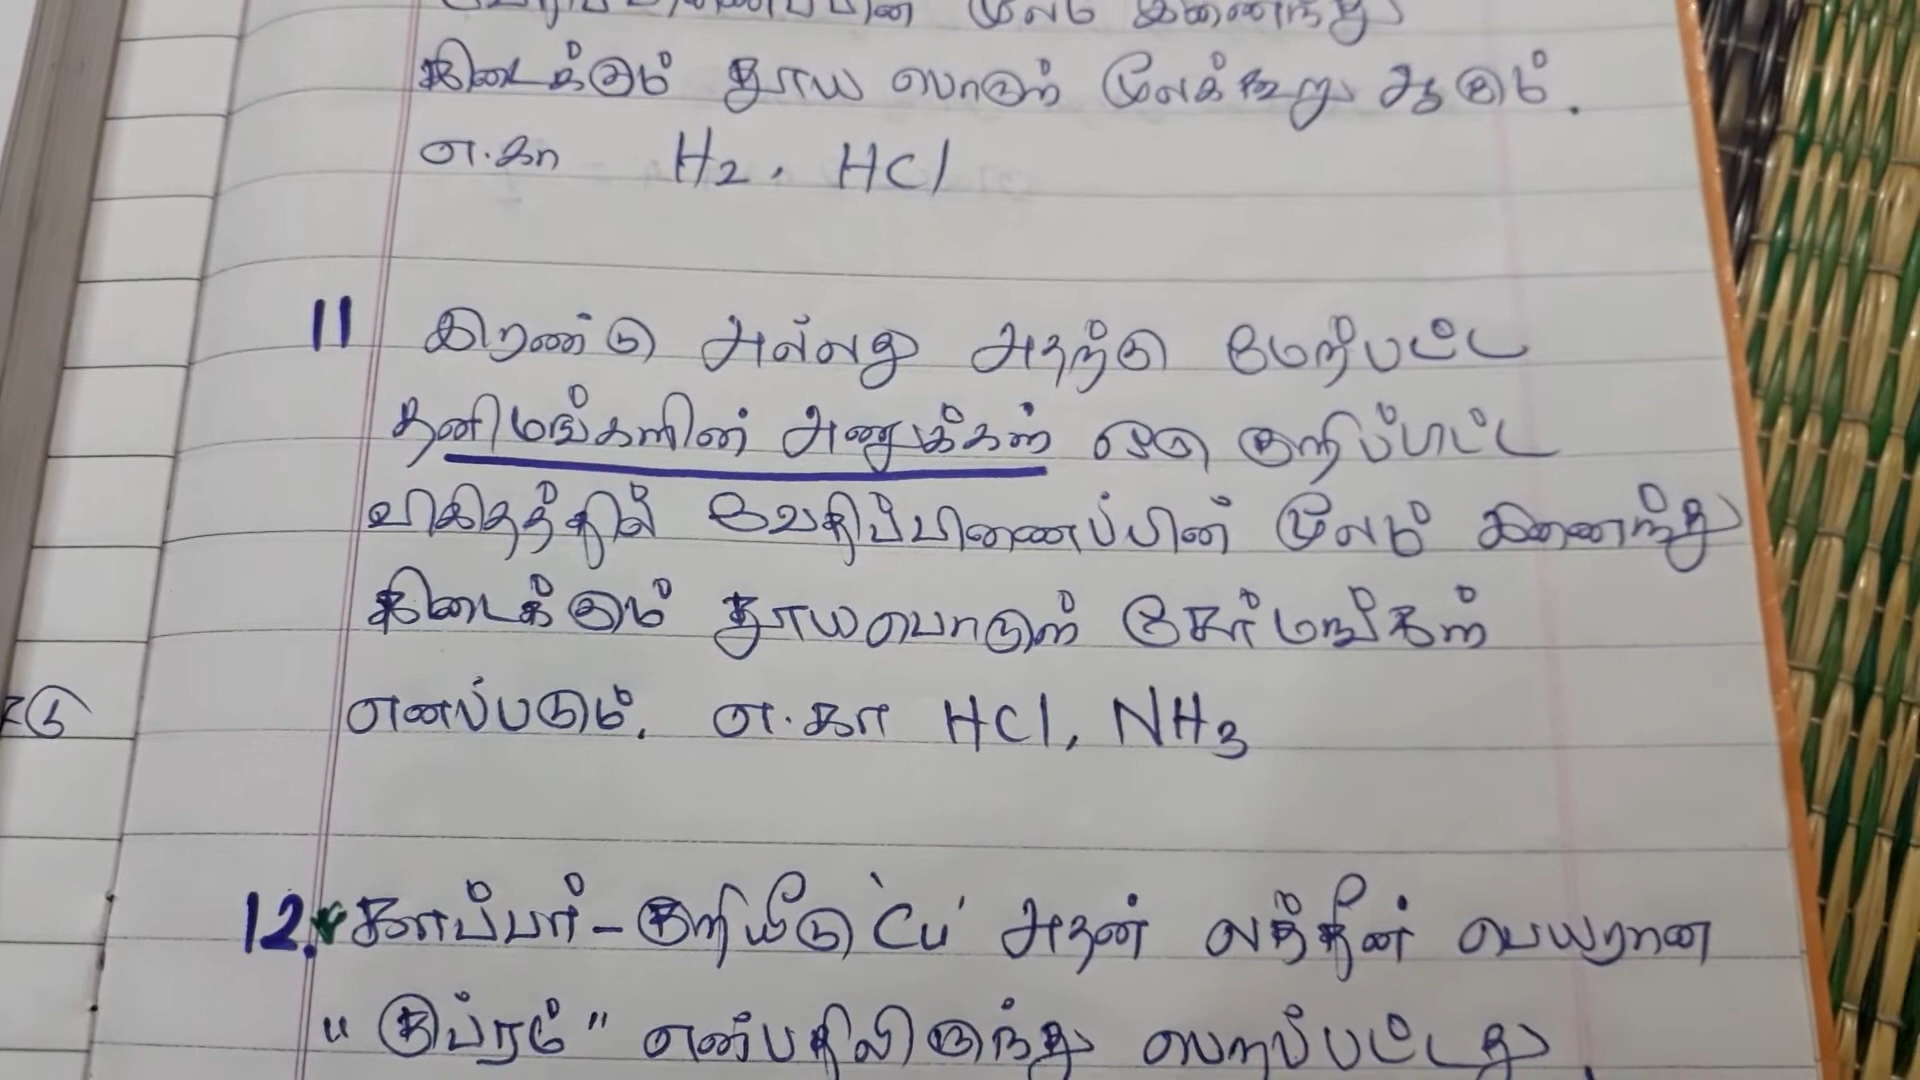 வேதிப்பிணைப்பின் மூலம் இணைந்து
கிடைக்கும் தூய பொருள் மூலக்கூறு ஆகும்.
எ.கா H2, HCl
11 இரண்டு அல்லது அதற்கு மேற்பட்ட
தனிமங்களின் அணுக்கள் ஒரு குறிப்பிட்ட
விகிதத்தில் வேதிப்பிணைப்பின் மூலம் இணைந்து
கிடைக்கும் தூயபொருள் சேர்மங்கள்
எனப்படும். எ.கா HCl, NH3
12. காப்பர் - குறியீடு 'Cu' அதன் லத்தீன் பெயரான
"குப்ரம்" என்பதிலிருந்து பெறப்பட்டது.